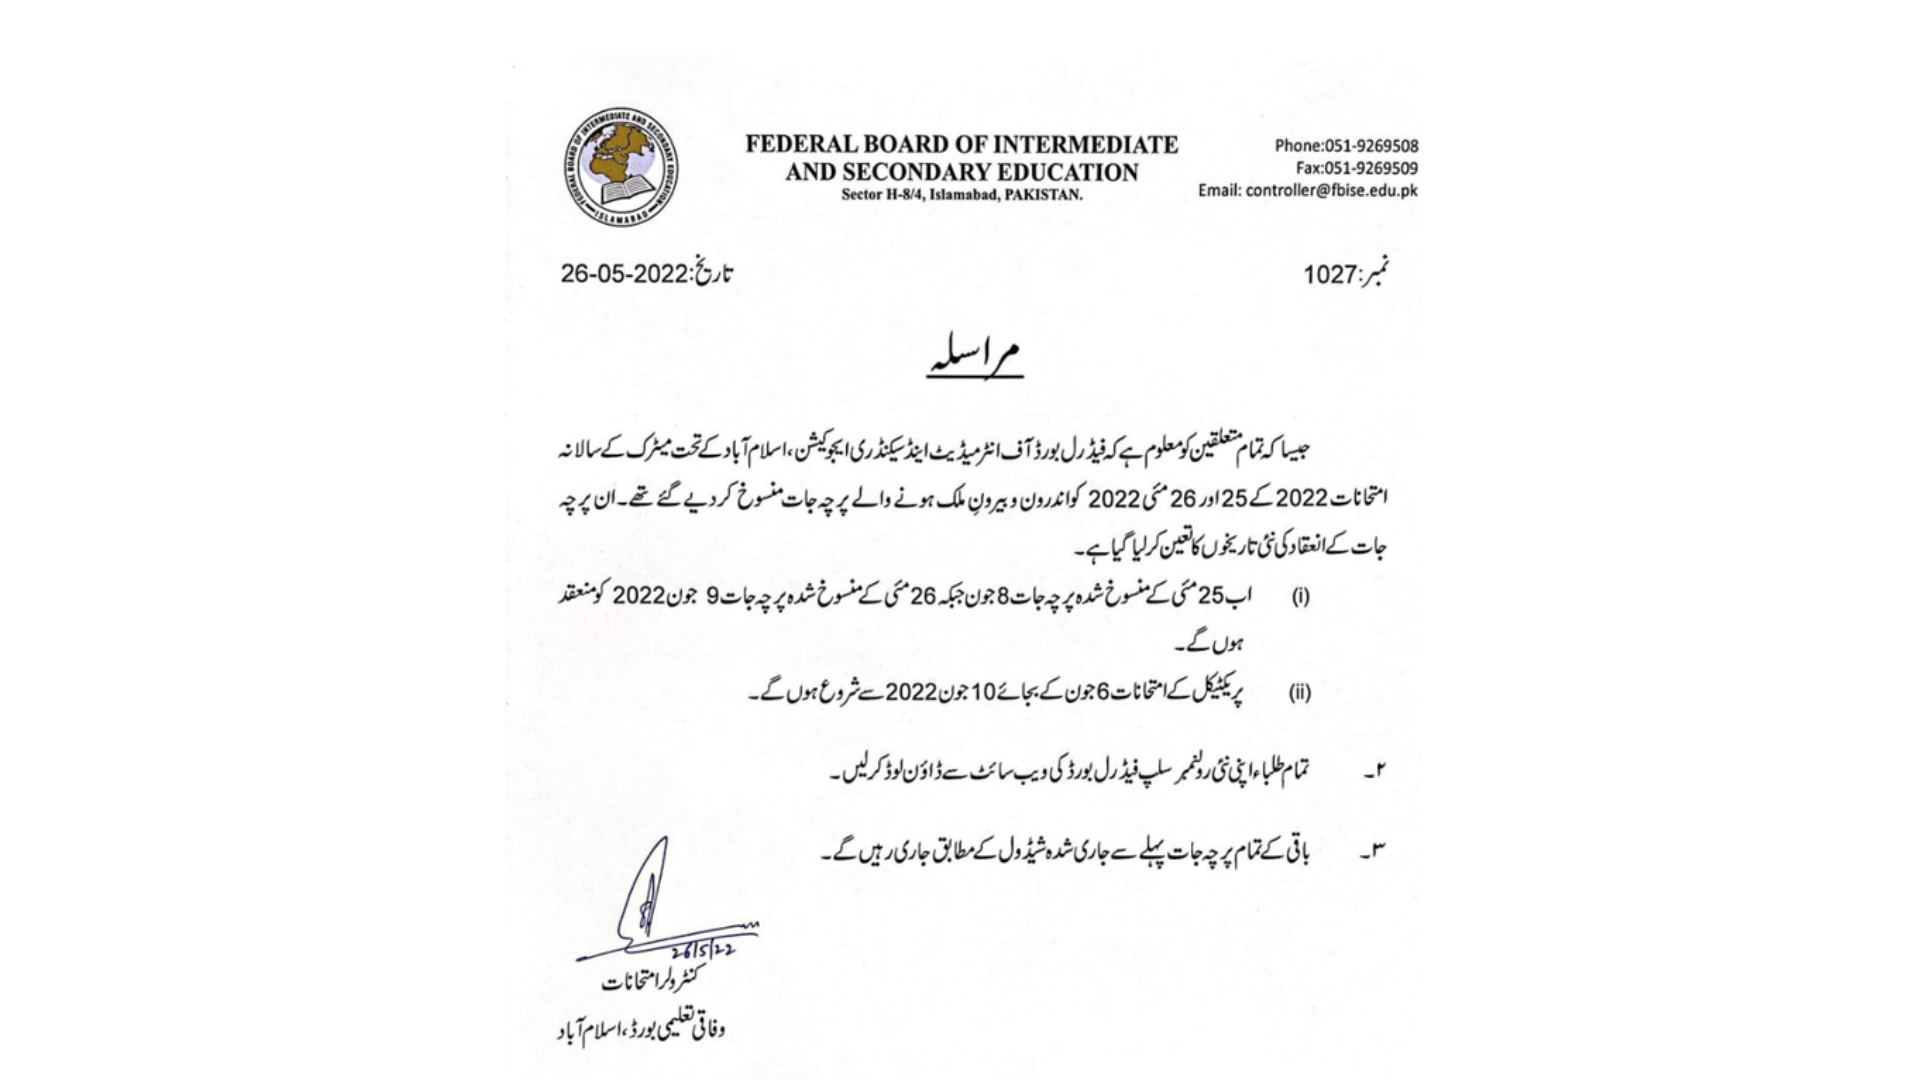 FEDERAL BOARD OF INTERMEDIATE AND SECONDARY EDUCATION
ISLAMABAD
FEDERAL BOARD OF INTERMEDIATE
AND SECONDARY EDUCATION
Sector H-8/4, Islamabad, PAKISTAN.
Phone:051-9269508
Fax:051-9269509
Email: controller@fbise.edu.pk
نمبر:1027
تاریخ:26-05-2022
مراسلہ
جیسا کہ تمام متعلقین کو معلوم ہے کہ فیڈرل بورڈ آف انٹرمیڈیٹ اینڈ سیکنڈری ایجوکیشن، اسلام آباد کے تحت میٹرک کے سالانہ
امتحانات 2022 کے 25 اور 26 مئی 2022 کو اندرون و بیرونِ ملک ہونے والے پرچہ جات منسوخ کر دیے گئے تھے۔ ان پرچہ
جات کے انعقاد کی نئی تاریخوں کا تعین کر لیا گیا ہے۔
(i) اب 25 مئی کے منسوخ شدہ پرچہ جات 8 جون جبکہ 26 مئی کے منسوخ شدہ پرچہ جات 9 جون 2022 کو منعقد
ہوں گے۔
(ii) پریکٹیکل کے امتحانات 6 جون کے بجائے 10 جون 2022 سے شروع ہوں گے۔
۲۔ تمام طلباء اپنی نئی رولنمبر سلپ فیڈرل بورڈ کی ویب سائٹ سے ڈاؤن لوڈ کر لیں۔
۳۔ باقی کے تمام پرچہ جات پہلے سے جاری شدہ شیڈول کے مطابق جاری رہیں گے۔
26/5/22
کنٹرولر امتحانات
وفاقی تعلیمی بورڈ، اسلام آباد